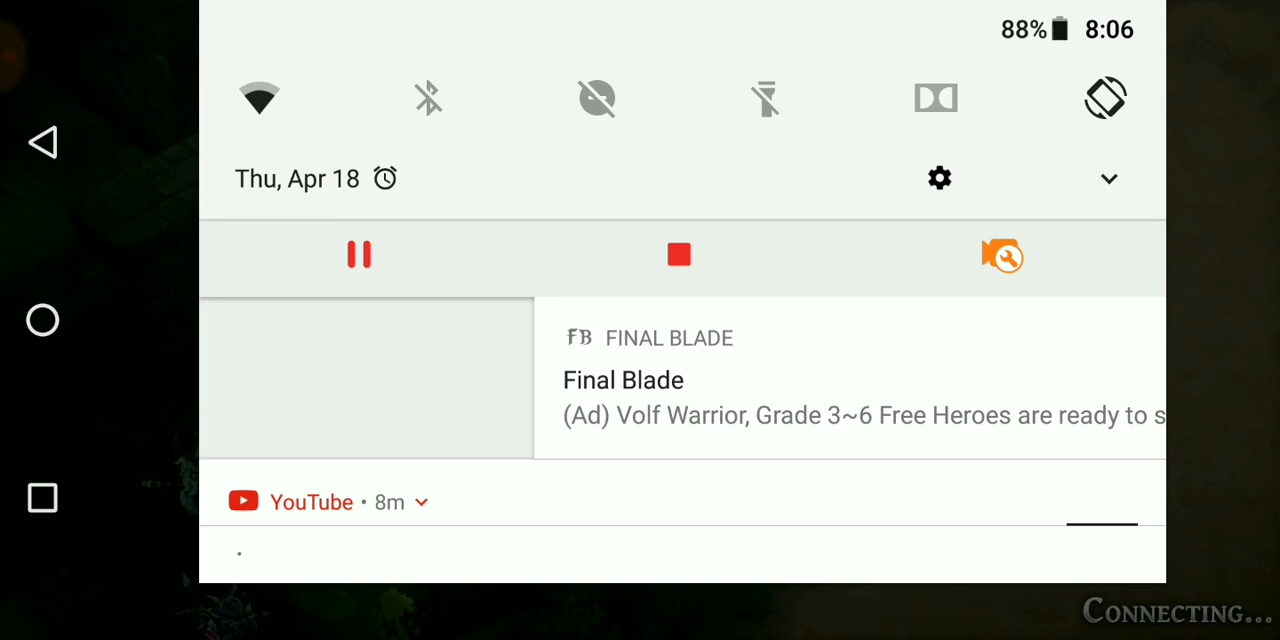 88% 8:06
Thu, Apr 18
FB FINAL BLADE
Final Blade
(Ad) Volf Warrior, Grade 3~6 Free Heroes are ready to s
YouTube • 8m
CONNECTING...